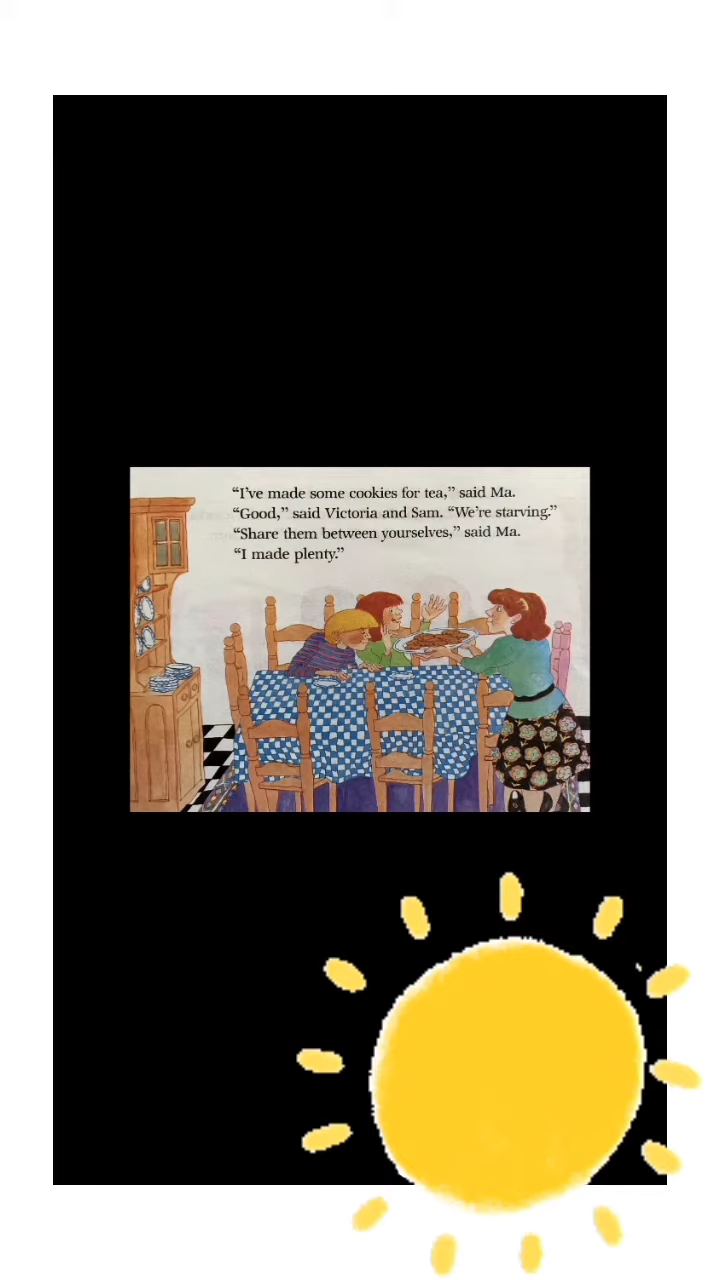 “I’ve made some cookies for tea,” said Ma.
“Good,” said Victoria and Sam. “We’re starving.”
“Share them between yourselves,” said Ma.
“I made plenty.”